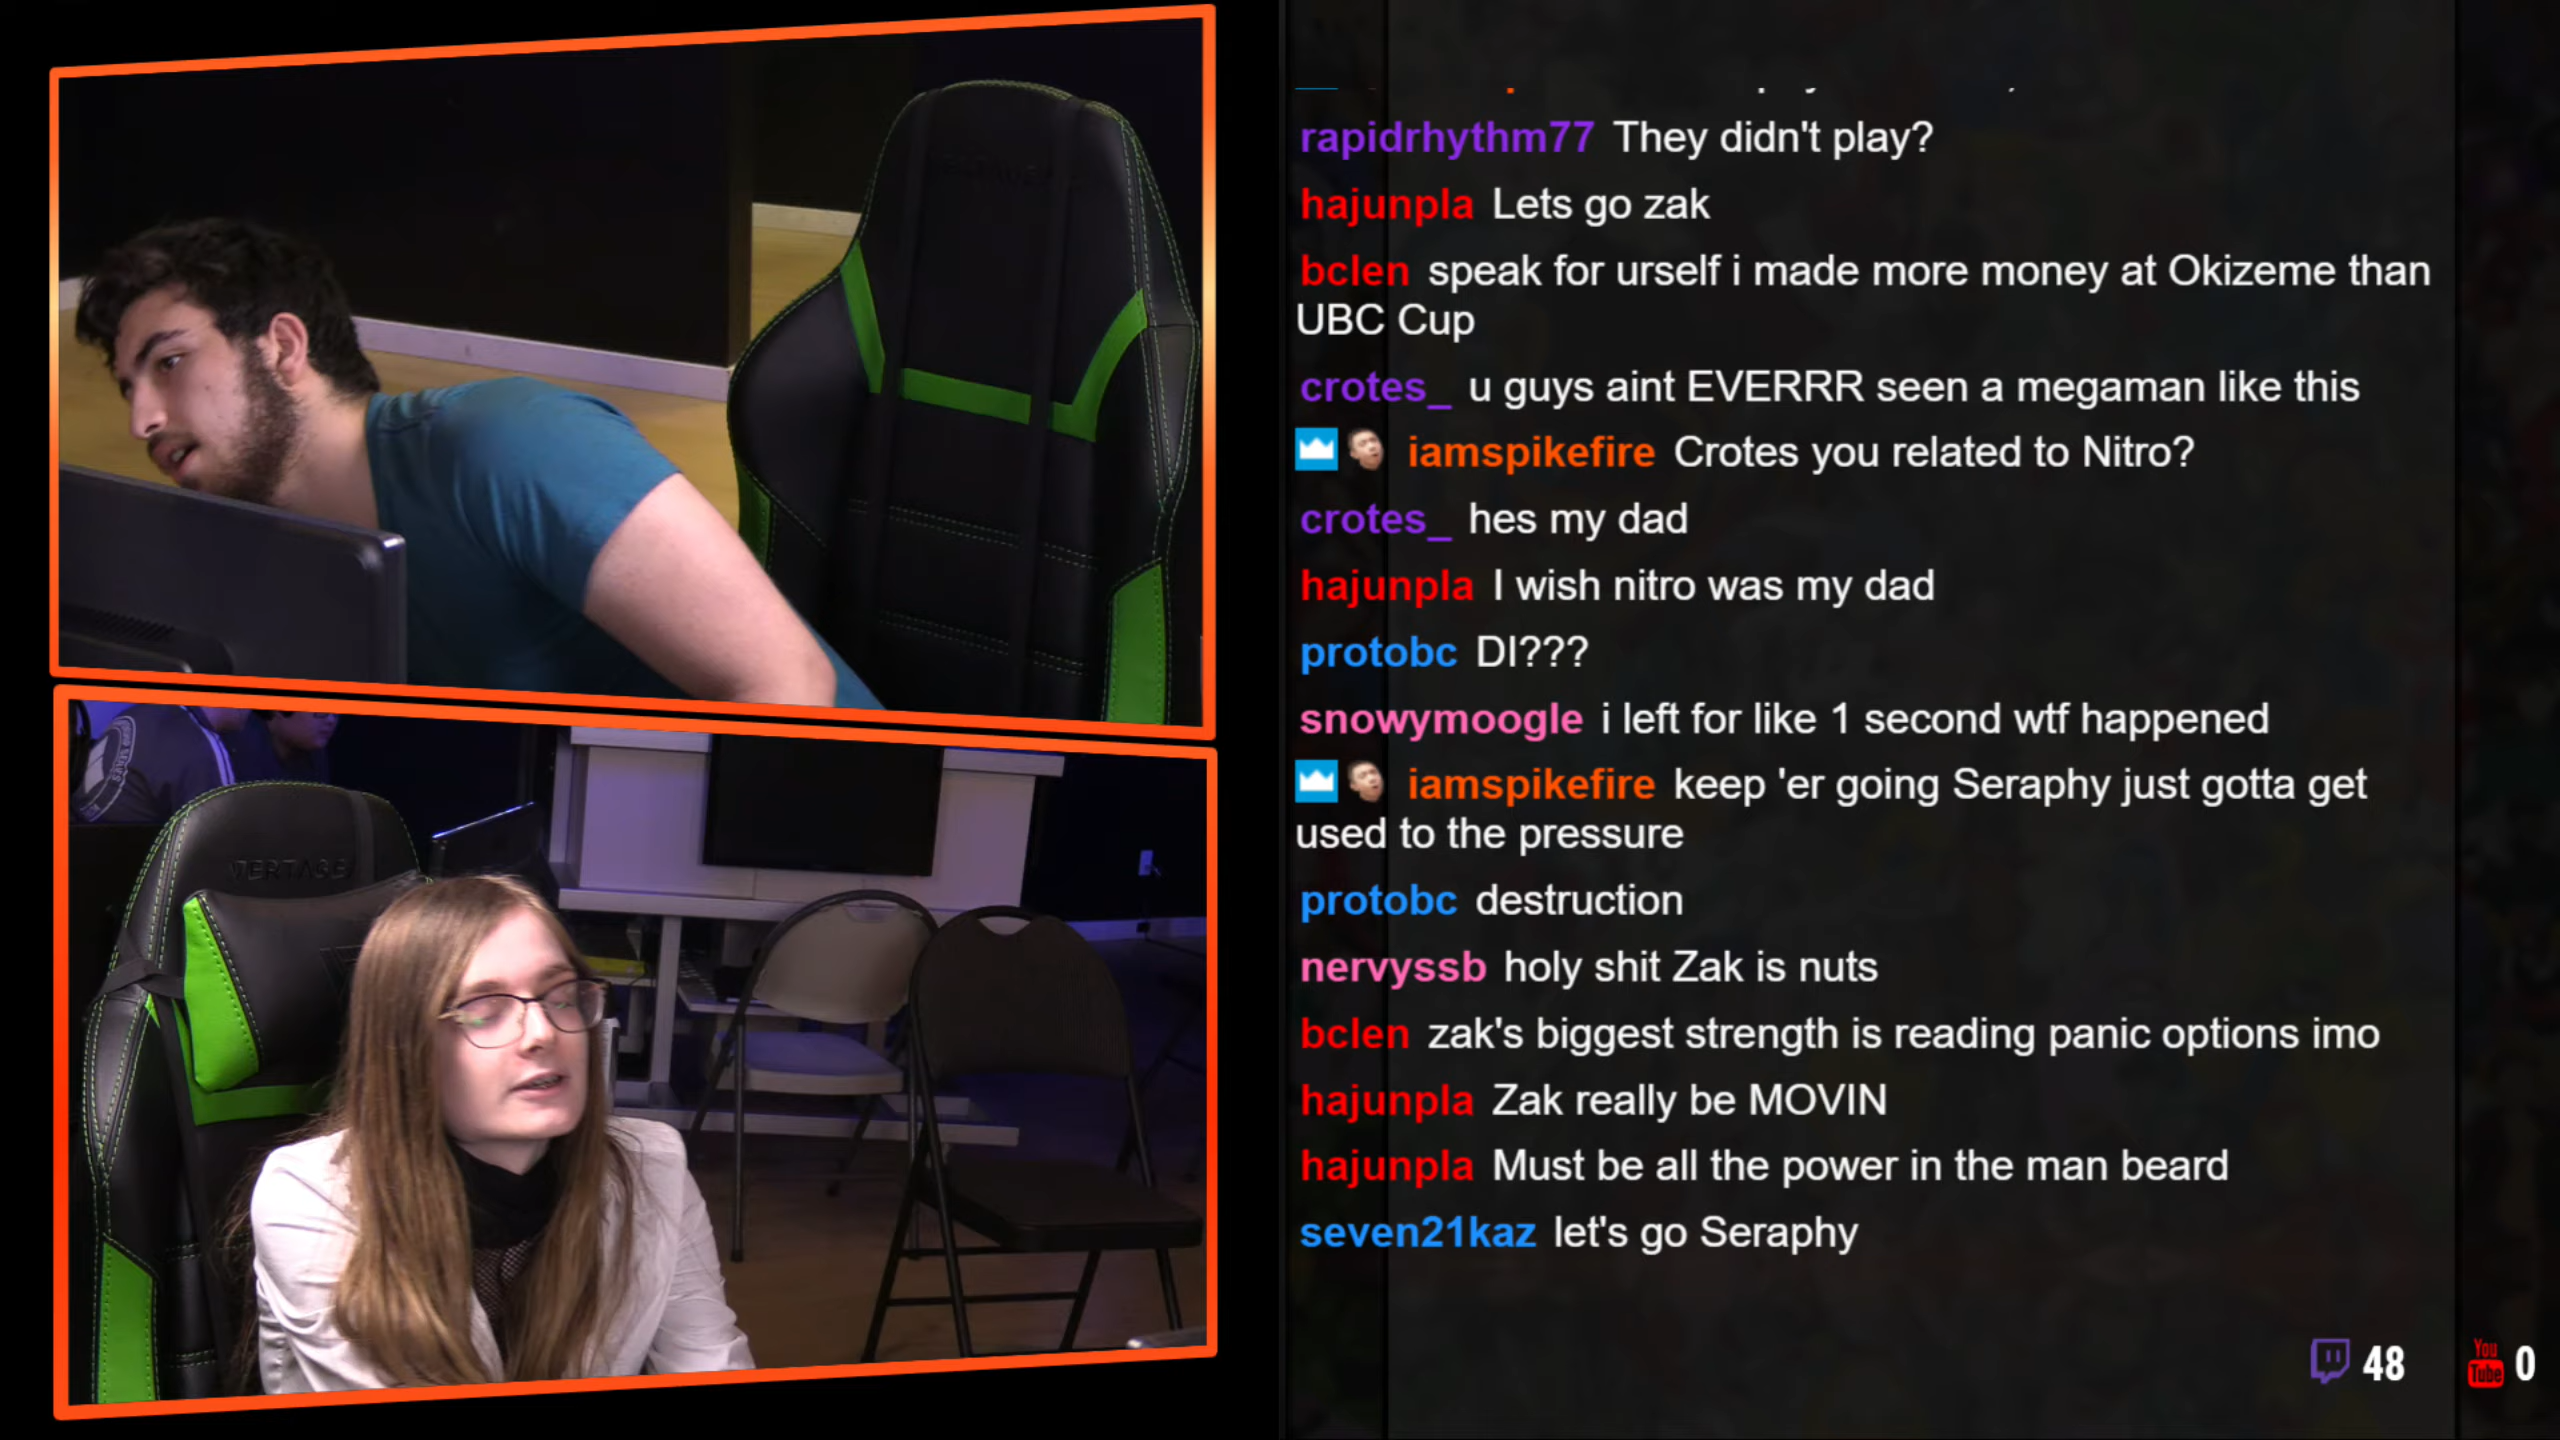 rapidrhythm77 They didn't play?
hajunpla Lets go zak
bclen speak for urself i made more money at Okizeme than
UBC Cup
crotes_ u guys aint EVERRR seen a megaman like this
iamspikefire Crotes you related to Nitro?
crotes_ hes my dad
hajunpla I wish nitro was my dad
protobc DI???
snowymoogle i left for like 1 second wtf happened
iamspikefire keep 'er going Seraphy just gotta get
used to the pressure
protobc destruction
nervyssb holy shit Zak is nuts
bclen zak's biggest strength is reading panic options imo
hajunpla Zak really be MOVIN
hajunpla Must be all the power in the man beard
seven21kaz let's go Seraphy
VERTAGEAR
48
You
Tube 0